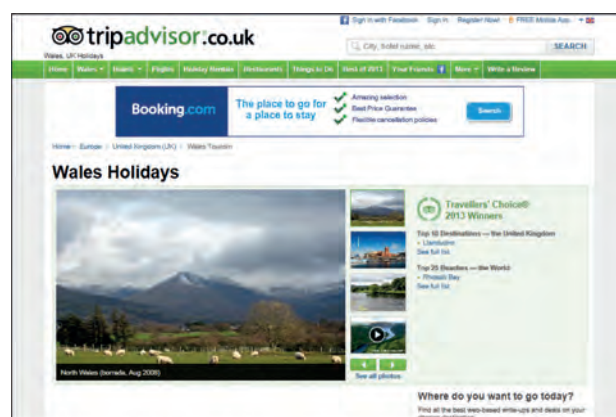 Sign in with Facebook Sign in Register Now! FREE Mobile App
tripadvisor.co.uk
Wales, UK Holidays
City, hotel name, etc. SEARCH
Home Wales Hotels Flights Holiday Rentals Restaurants Things to Do Best of 2013 Your Friends More Write a Review
Booking.com
The place to go for
a place to stay
Amazing selection
Best Price Guarantee
Flexible cancellation policies
Search
Home Europe United Kingdom (UK) Wales Tourism
Wales Holidays
Travellers' Choice®
2013 Winners
Top 10 Destinations — the United Kingdom
Llandudno
See full list
Top 25 Beaches — the World
Rhossili Bay
See full list
North Wales (borrada, Aug 2008)
See all photos
Where do you want to go today?
Find all the best web-based write-ups and deals on your